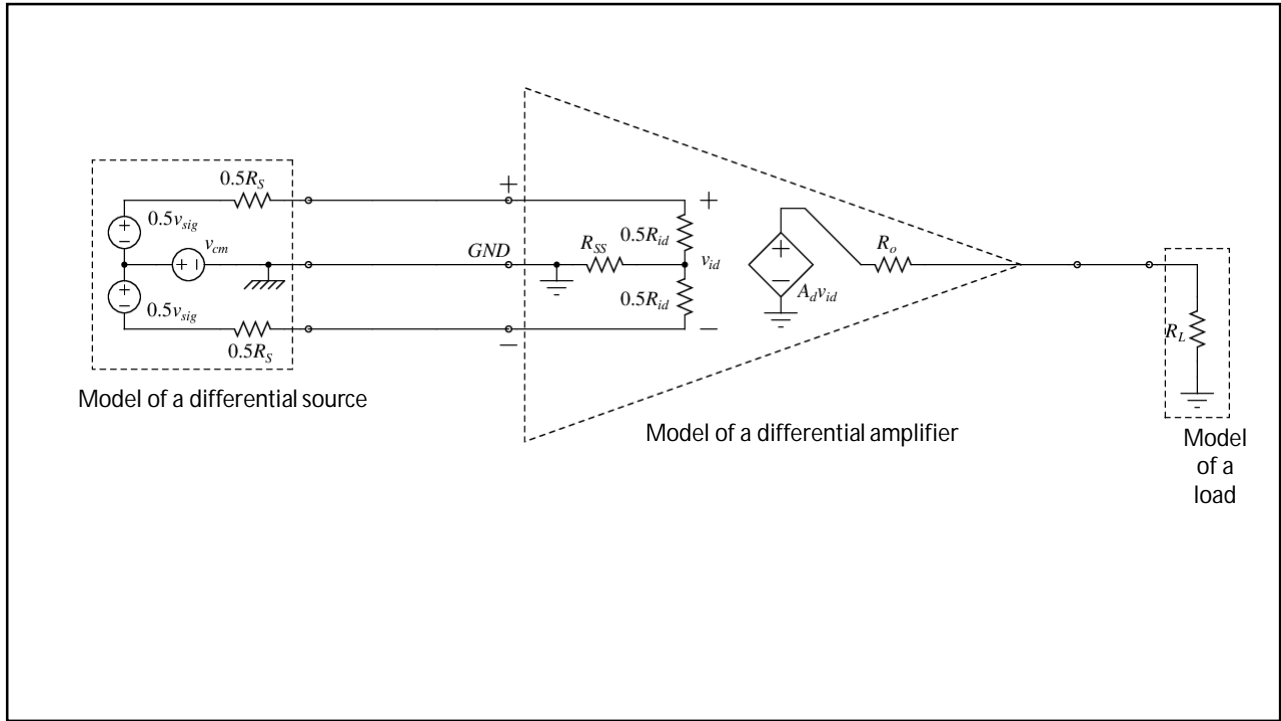 0.5R_S
0.5v_sig
v_cm
0.5v_sig
0.5R_S
Model of a differential source
+
GND
−
R_SS
+
0.5R_id
v_id
0.5R_id
−
A_d v_id
R_o
Model of a differential amplifier
R_L
Model
of a
load